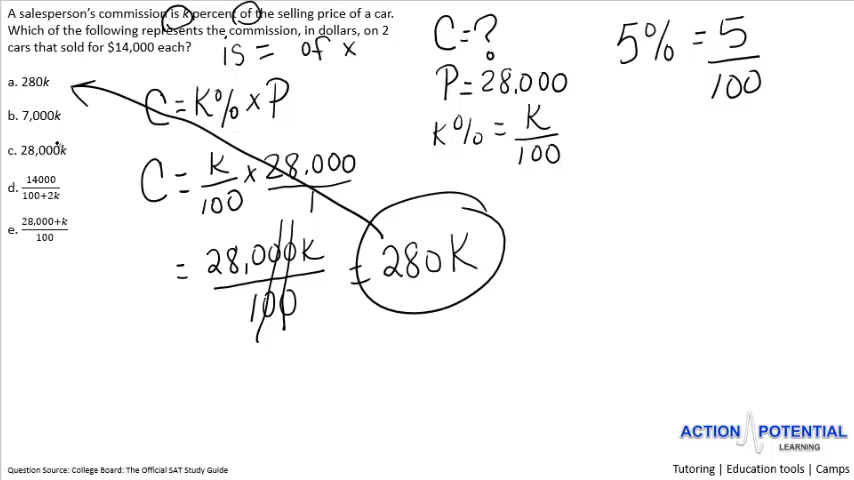 A salesperson's commission is k percent of the selling price of a car.
Which of the following represents the commission, in dollars, on 2
cars that sold for $14,000 each?
is = of x
a. 280k
b. 7,000k
c. 28,000k
d. 14000/100+2k
e. 28,000+k/100
C = K% x P
C = K/100 x 28,000/1
= 28,000K/100 = 280K
C = ?
P = 28,000
K% = K/100
5% = 5/100
ACTION POTENTIAL
LEARNING
Tutoring | Education tools | Camps
Question Source: College Board: The Official SAT Study Guide